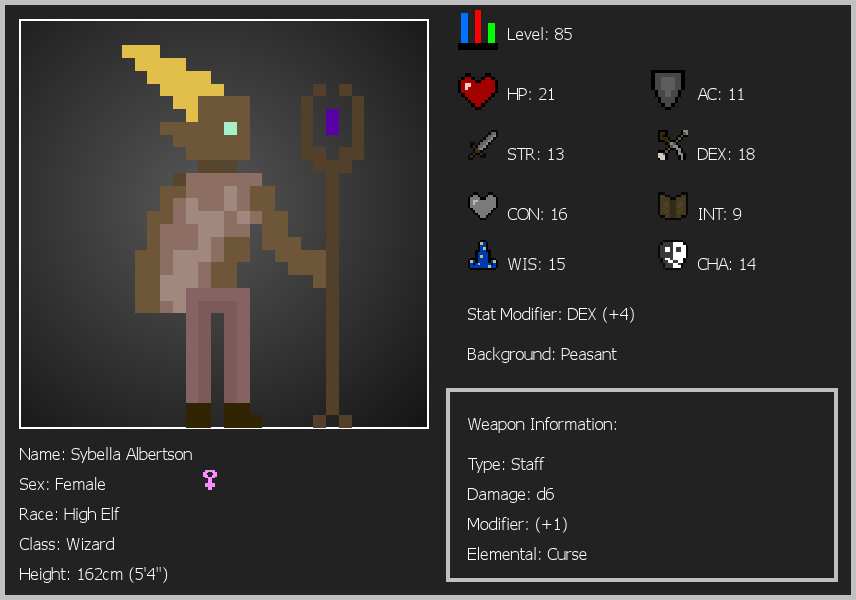 Level: 85
HP: 21
AC: 11
STR: 13
DEX: 18
CON: 16
INT: 9
WIS: 15
CHA: 14
Stat Modifier: DEX (+4)
Background: Peasant
Weapon Information:
Type: Staff
Damage: d6
Modifier: (+1)
Elemental: Curse
Name: Sybella Albertson
Sex: Female
Race: High Elf
Class: Wizard
Height: 162cm (5'4")